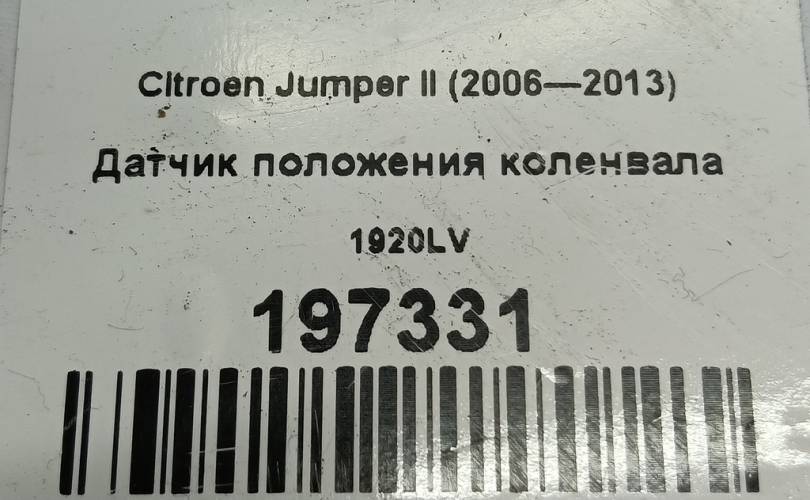 Citroen Jumper II (2006—2013)
Датчик положения коленвала
1920LV
197331